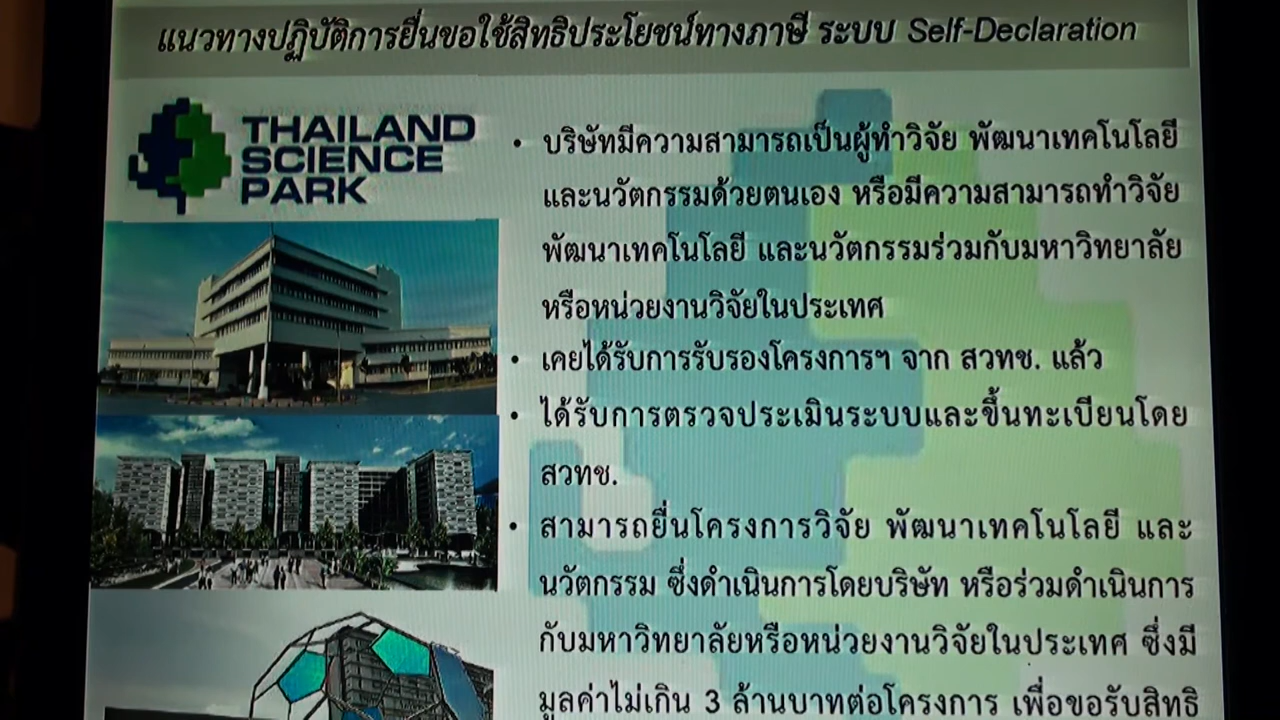 แนวทางปฏิบัติการยื่นขอใช้สิทธิประโยชน์ทางภาษี ระบบ Self-Declaration
THAILAND
SCIENCE
PARK
• บริษัทมีความสามารถเป็นผู้ทำวิจัย พัฒนาเทคโนโลยี
และนวัตกรรมด้วยตนเอง หรือมีความสามารถทำวิจัย
พัฒนาเทคโนโลยี และนวัตกรรมร่วมกับมหาวิทยาลัย
หรือหน่วยงานวิจัยในประเทศ
• เคยได้รับการรับรองโครงการฯ จาก สวทช. แล้ว
• ได้รับการตรวจประเมินระบบและขึ้นทะเบียนโดย
สวทช.
• สามารถยื่นโครงการวิจัย พัฒนาเทคโนโลยี และ
นวัตกรรม ซึ่งดำเนินการโดยบริษัท หรือร่วมดำเนินการ
กับมหาวิทยาลัยหรือหน่วยงานวิจัยในประเทศ ซึ่งมี
มูลค่าไม่เกิน 3 ล้านบาทต่อโครงการ เพื่อขอรับสิทธิ